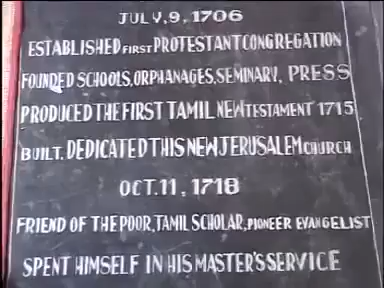 JULY, 9, 1706
ESTABLISHED FIRST PROTESTANT CONGREGATION
FOUNDED SCHOOLS, ORPHANAGES, SEMINARY, PRESS
PRODUCED THE FIRST TAMIL NEW TESTAMENT 1715
BUILT, DEDICATED THIS NEW JERUSALEM CHURCH
OCT. 11, 1718
FRIEND OF THE POOR, TAMIL SCHOLAR, PIONEER EVANGELIST
SPENT HIMSELF IN HIS MASTER'S SERVICE